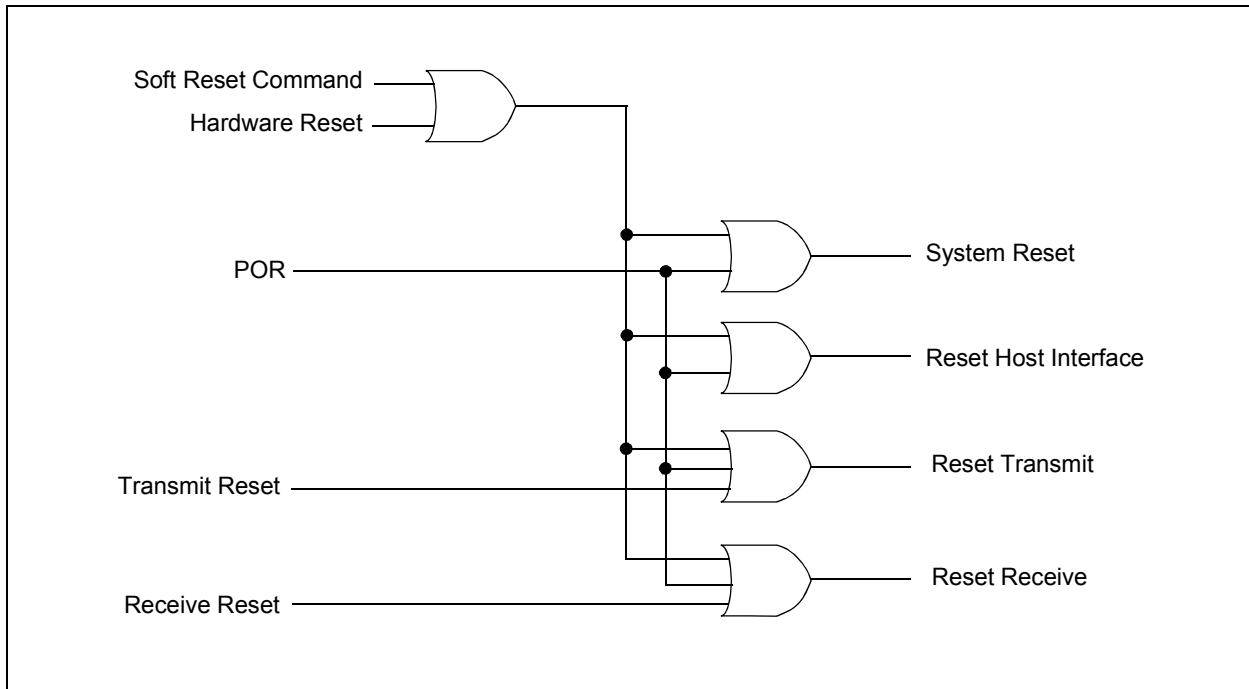 Soft Reset Command
Hardware Reset
System Reset
POR
Reset Host Interface
Reset Transmit
Transmit Reset
Reset Receive
Receive Reset